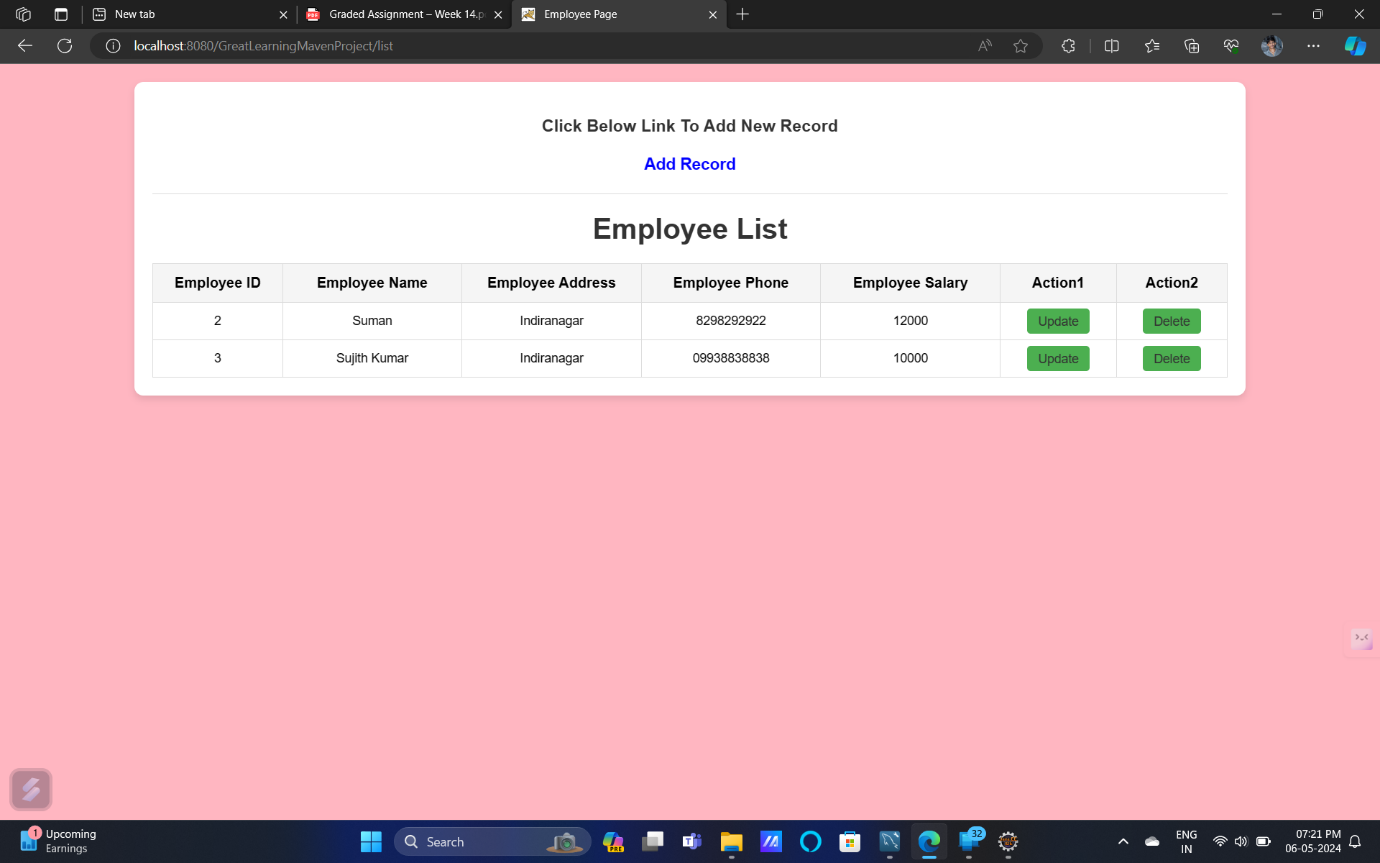 New tab
Graded Assignment – Week 14.p
Employee Page
localhost:8080/GreatLearningMavenProject/list
Click Below Link To Add New Record
Add Record
Employee List
Employee ID Employee Name Employee Address Employee Phone Employee Salary Action1 Action2
2 Suman Indiranagar 8298292922 12000 Update Delete
3 Sujith Kumar Indiranagar 09938838838 10000 Update Delete
1 Upcoming
Earnings
Search
PRE
32
ENG
IN
07:21 PM
06-05-2024